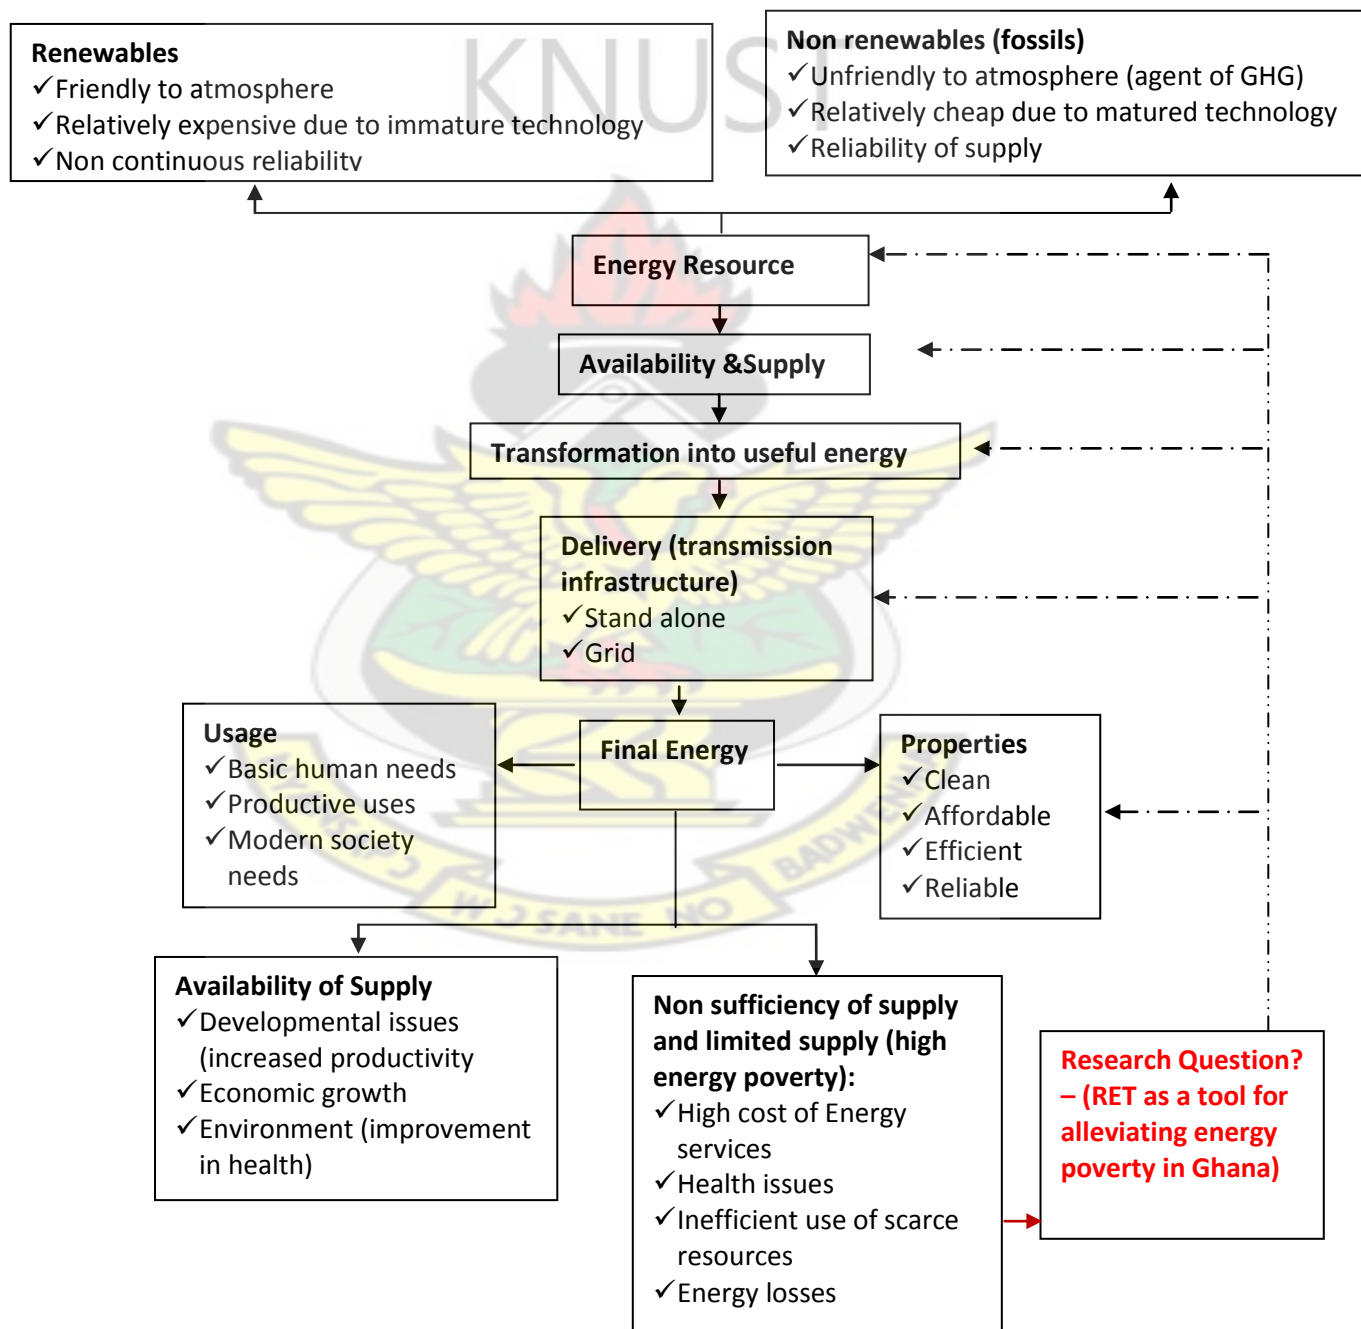 KNUST
Renewables
✓Friendly to atmosphere
✓Relatively expensive due to immature technology
✓Non continuous reliability
Non renewables (fossils)
✓Unfriendly to atmosphere (agent of GHG)
✓Relatively cheap due to matured technology
✓Reliability of supply
Energy Resource
Availability &Supply
Transformation into useful energy
Delivery (transmission
infrastructure)
✓Stand alone
✓Grid
Usage
✓Basic human needs
✓Productive uses
✓Modern society
needs
Final Energy
Properties
✓Clean
✓Affordable
✓Efficient
✓Reliable
W J SANE NO BADWENMA
Availability of Supply
✓Developmental issues
(increased productivity
✓Economic growth
✓Environment (improvement
in health)
Non sufficiency of supply
and limited supply (high
energy poverty):
✓High cost of Energy
services
✓Health issues
✓Inefficient use of scarce
resources
✓Energy losses
Research Question?
– (RET as a tool for
alleviating energy
poverty in Ghana)